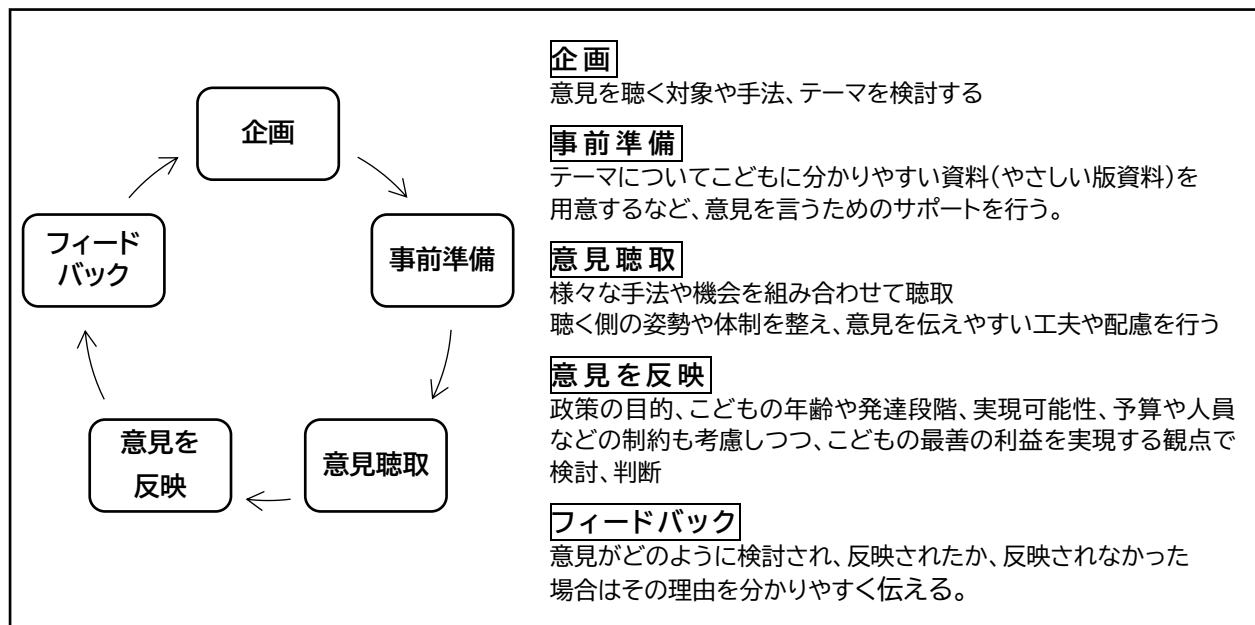 企画
事前準備
意見聴取
意見を
反映
フィード
バック
企画
意見を聴く対象や手法、テーマを検討する
事前準備
テーマについてこどもに分かりやすい資料(やさしい版資料)を
用意するなど、意見を言うためのサポートを行う。
意見聴取
様々な手法や機会を組み合わせて聴取
聴く側の姿勢や体制を整え、意見を伝えやすい工夫や配慮を行う
意見を反映
政策の目的、こどもの年齢や発達段階、実現可能性、予算や人員
などの制約も考慮しつつ、こどもの最善の利益を実現する観点で
検討、判断
フィードバック
意見がどのように検討され、反映されたか、反映されなかった
場合はその理由を分かりやすく伝える。